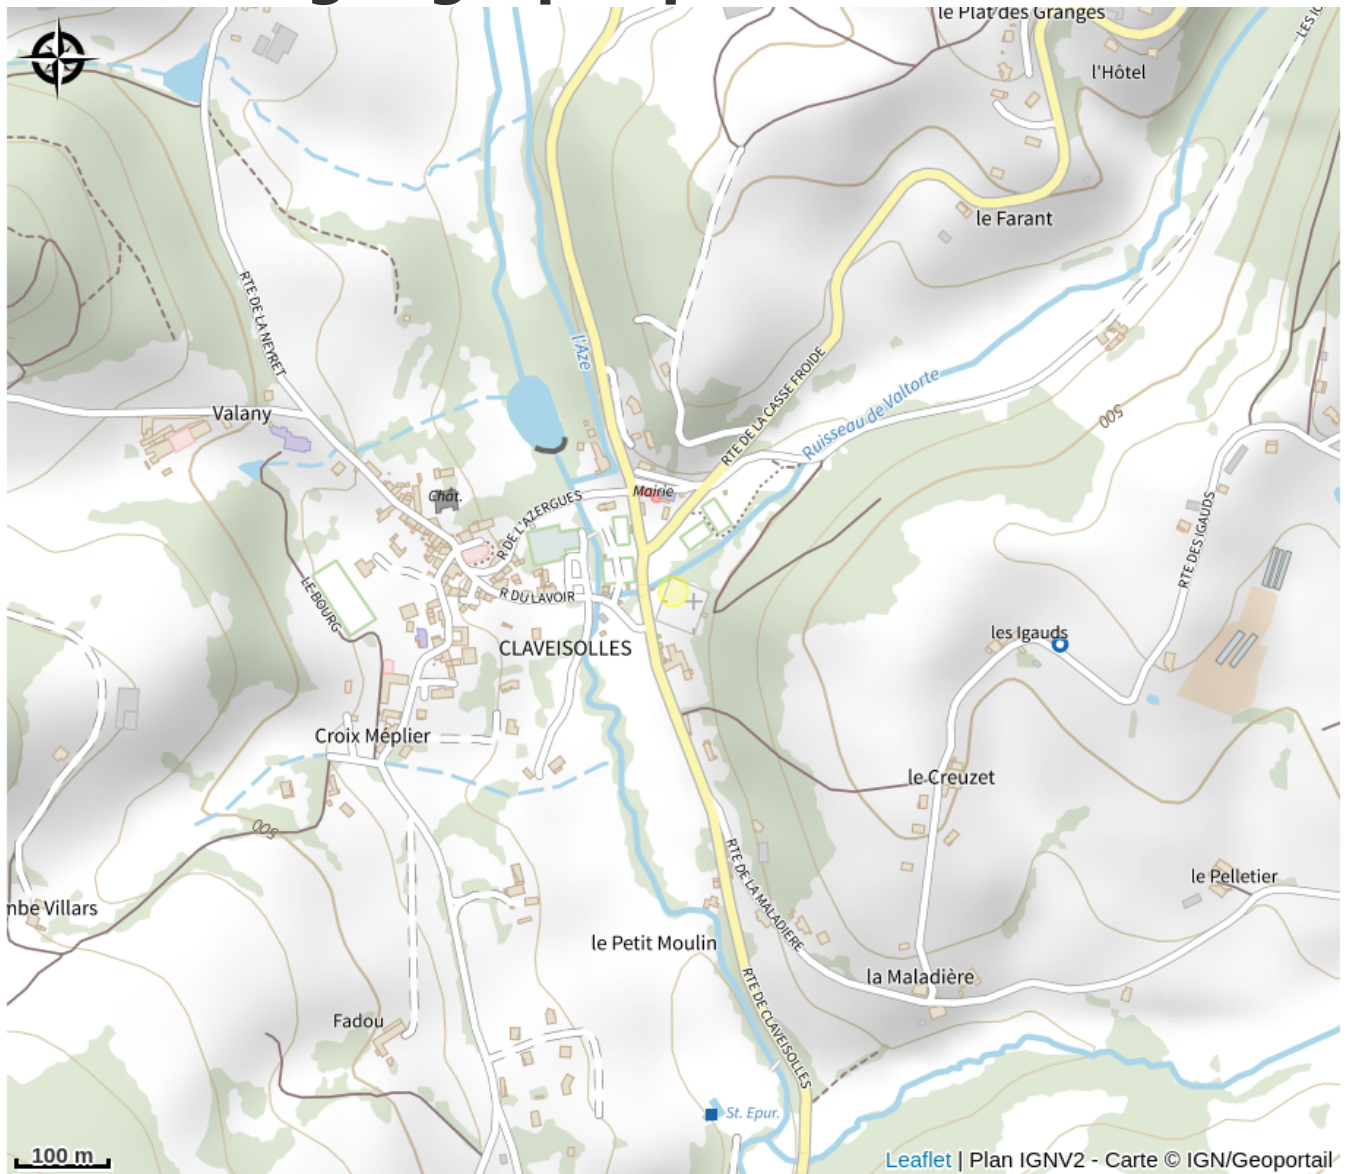 le Plat des Granges
l'Hôtel
le Farant
RTE DE LA NEYRET
l'Aze
RTE DE LA CASSE FROIDE
Ruisseau de Valtorte
Valany
500
Chât.
R DE L'AZERGUES
Mairie
RTE DES IGAUDS
LE BOURG
R DU LAVOIR
CLAVEISOLLES
les Igauds
Croix Méplier
le Creuzet
500
RTE DE LA MALADIERE
le Pelletier
mbe Villars
le Petit Moulin
la Maladière
RTE DE CLAVEISOLLES
Fadou
St. Epur.
100 m
Leaflet | Plan IGNV2 - Carte © IGN/Geoportail